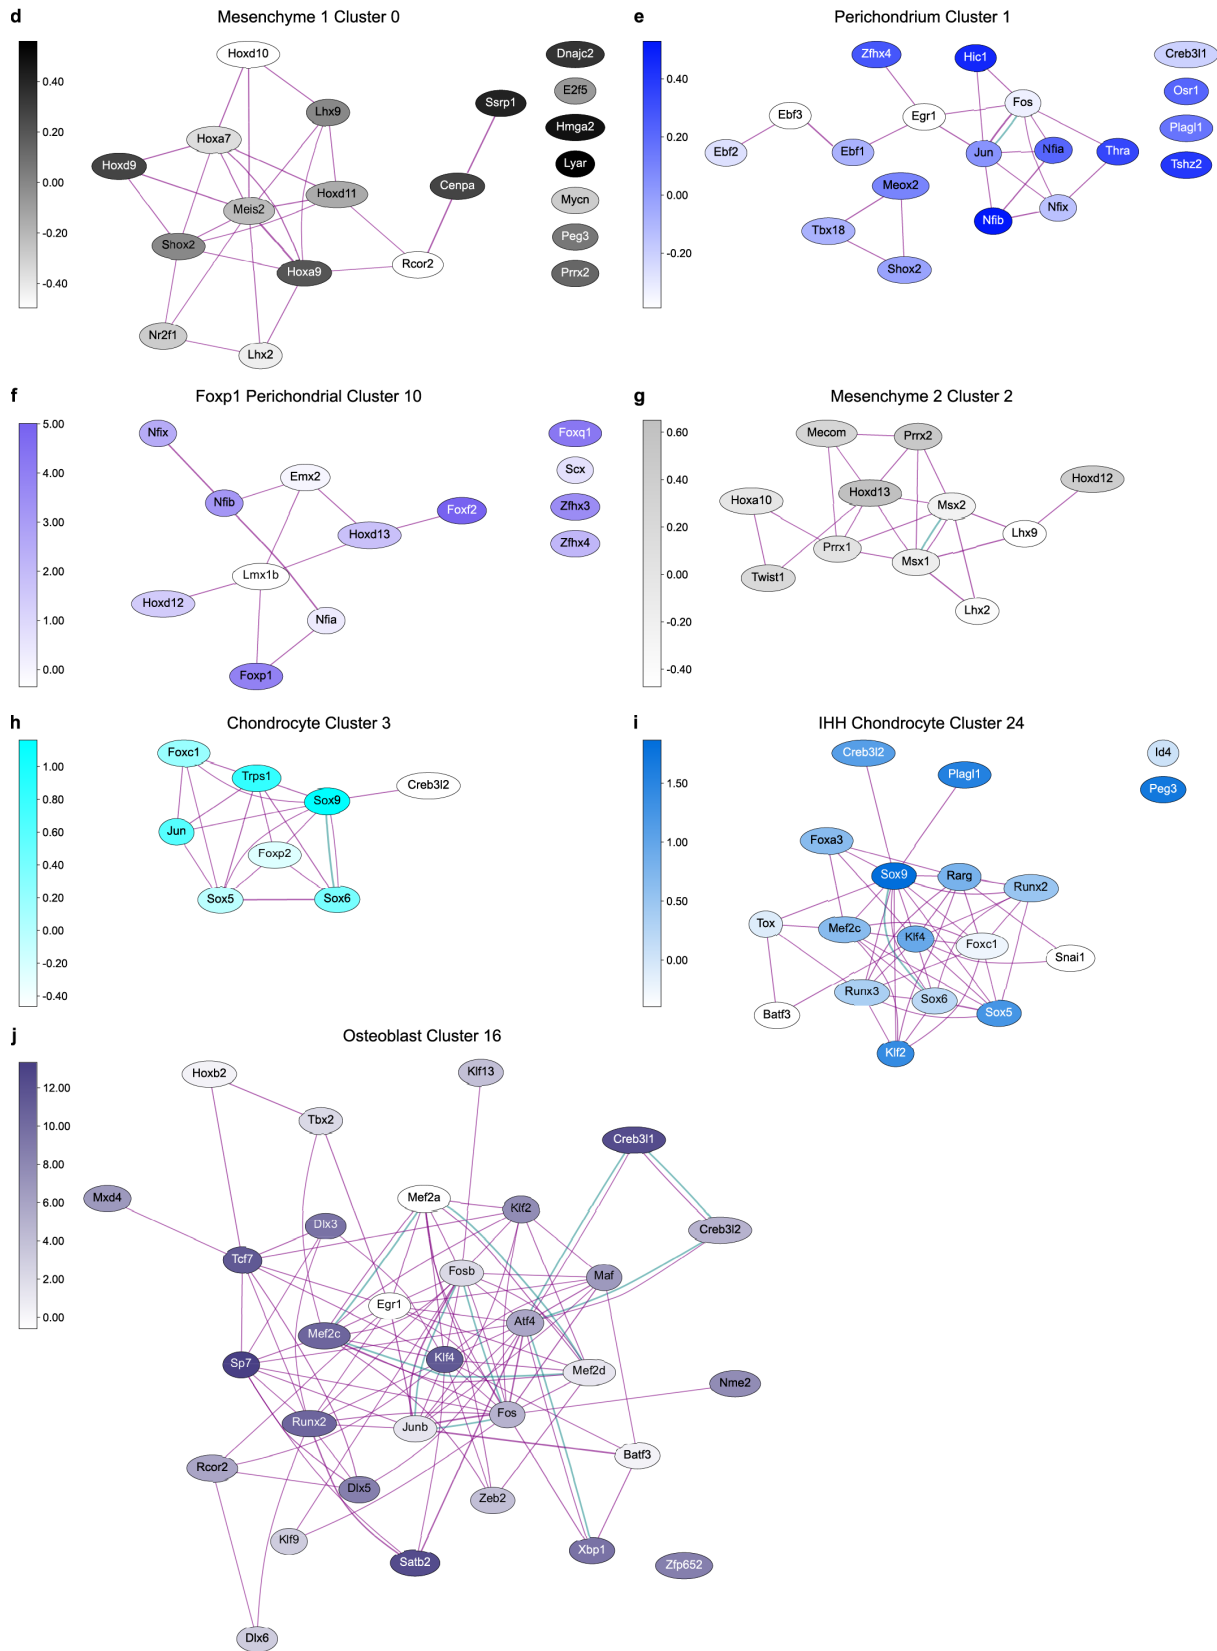 d
Mesenchyme 1 Cluster 0
0.40
0.20
0.00
-0.20
-0.40
Hoxd10
Lhx9
Hoxa7
Hoxd9
Hoxd11
Meis2
Shox2
Hoxa9
Rcor2
Nr2f1
Lhx2
Ssrp1
Cenpa
Dnajc2
E2f5
Hmga2
Lyar
Mycn
Peg3
Prrx2
e
Perichondrium Cluster 1
0.40
0.20
0.00
-0.20
Zfhx4
Hic1
Fos
Ebf3
Egr1
Ebf2
Ebf1
Jun
Nfia
Thra
Meox2
Nfix
Nfib
Tbx18
Shox2
Creb3l1
Osr1
Plagl1
Tshz2
f
Foxp1 Perichondrial Cluster 10
5.00
4.00
3.00
2.00
1.00
0.00
Nfix
Emx2
Nfib
Foxf2
Hoxd13
Lmx1b
Hoxd12
Nfia
Foxp1
Foxq1
Scx
Zfhx3
Zfhx4
g
Mesenchyme 2 Cluster 2
0.60
0.40
0.20
0.00
-0.20
-0.40
Mecom
Prrx2
Hoxd12
Hoxa10
Hoxd13
Msx2
Lhx9
Prrx1
Msx1
Twist1
Lhx2
h
Chondrocyte Cluster 3
1.00
0.80
0.60
0.40
0.20
0.00
-0.20
-0.40
Foxc1
Trps1
Creb3l2
Sox9
Jun
Foxp2
Sox5
Sox6
i
IHH Chondrocyte Cluster 24
1.50
1.00
0.50
0.00
Creb3l2
Plagl1
Foxa3
Sox9
Rarg
Runx2
Tox
Mef2c
Klf4
Foxc1
Snai1
Runx3
Sox6
Sox5
Batf3
Klf2
Id4
Peg3
j
Osteoblast Cluster 16
12.00
10.00
8.00
6.00
4.00
2.00
0.00
Hoxb2
Klf13
Tbx2
Creb3l1
Mxd4
Mef2a
Klf2
Dlx3
Creb3l2
Tcf7
Fosb
Maf
Egr1
Atf4
Mef2c
Klf4
Sp7
Mef2d
Nme2
Fos
Runx2
Junb
Batf3
Rcor2
Dlx5
Zeb2
Klf9
Xbp1
Satb2
Zfp652
Dlx6